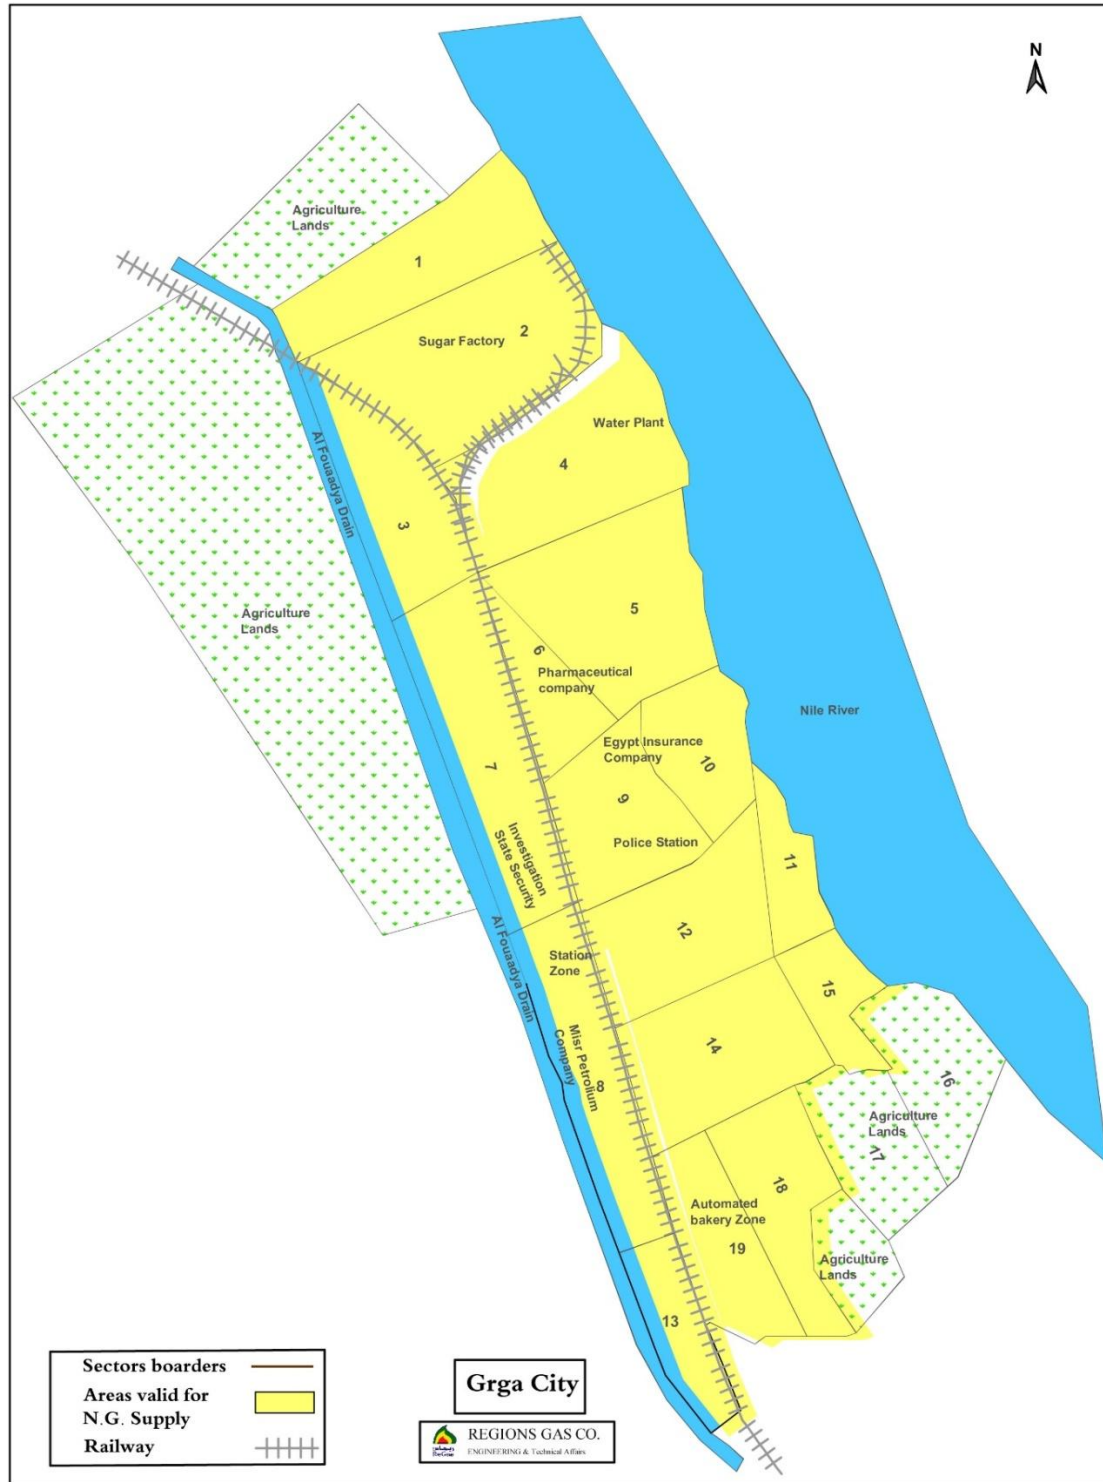 N
Agriculture
Lands
1
2
Sugar Factory
Water Plant
4
Al Fouaadya Drain
3
Agriculture
Lands
5
6
Pharmaceutical
company
Nile River
Egypt Insurance
Company
10
7
9
Police Station
Investigation
State Security
11
12
Al Fouaadya Drain
Station
Zone
15
14
Misr Petrolium
Company
8
16
Agriculture
Lands
17
18
Automated
bakery Zone
19
Agriculture
Lands
13
Sectors boarders
Areas valid for
N.G. Supply
Railway
Grga City
REGIONS GAS CO.
ENGINEERING & Technical Affairs
ReGas